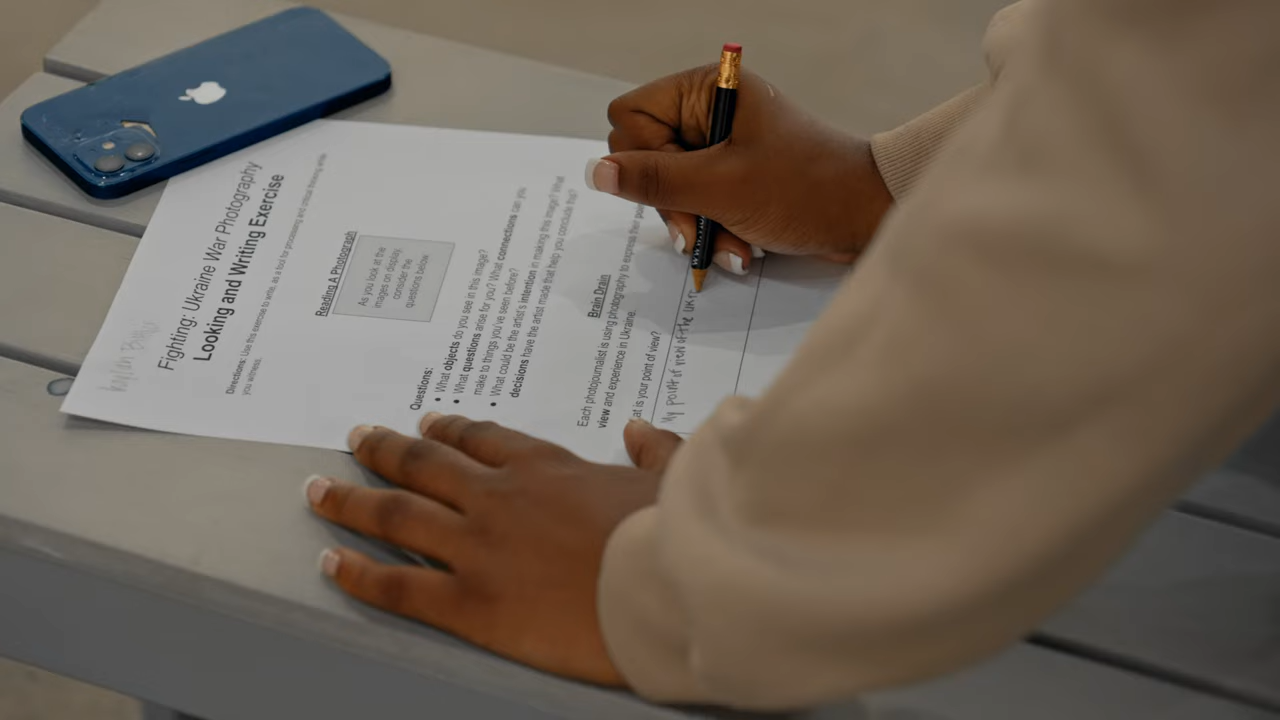 Fighting: Ukraine War Photography
Looking and Writing Exercise
Directions: Use this exercise to write, as a tool for processing and critical thinking while
you witness.
Reading A Photograph
As you look at the
images on display,
consider the
questions below
Questions:
• What objects do you see in this image?
• What questions arise for you? What connections can you
make to things you've seen before?
• What could be the artist's intention in making this image? What
decisions have the artist made that help you conclude this?
Brain Drain
Each photojournalist is using photography to express their
view and experience in Ukraine.
at is your point of view?
My point of view of the